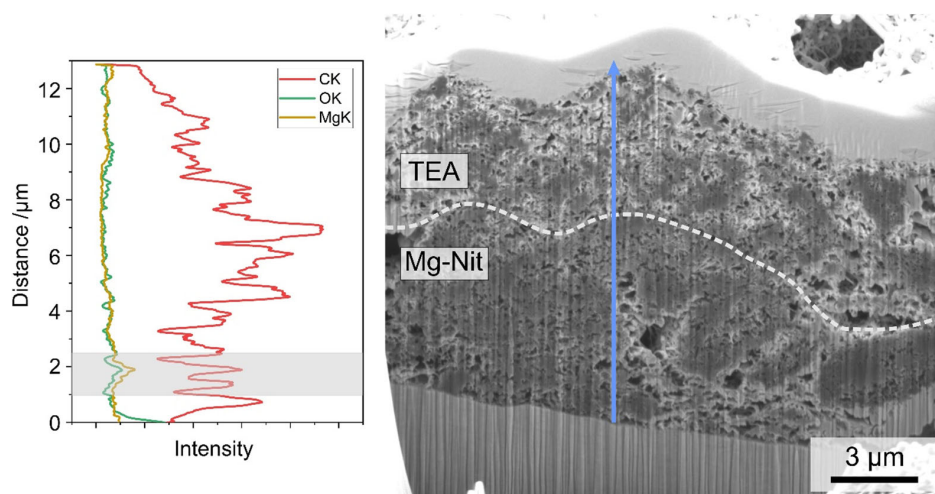 CK
OK
MgK
12
10
8
6
4
2
0
Distance /µm
Intensity
TEA
Mg-Nit
3 µm